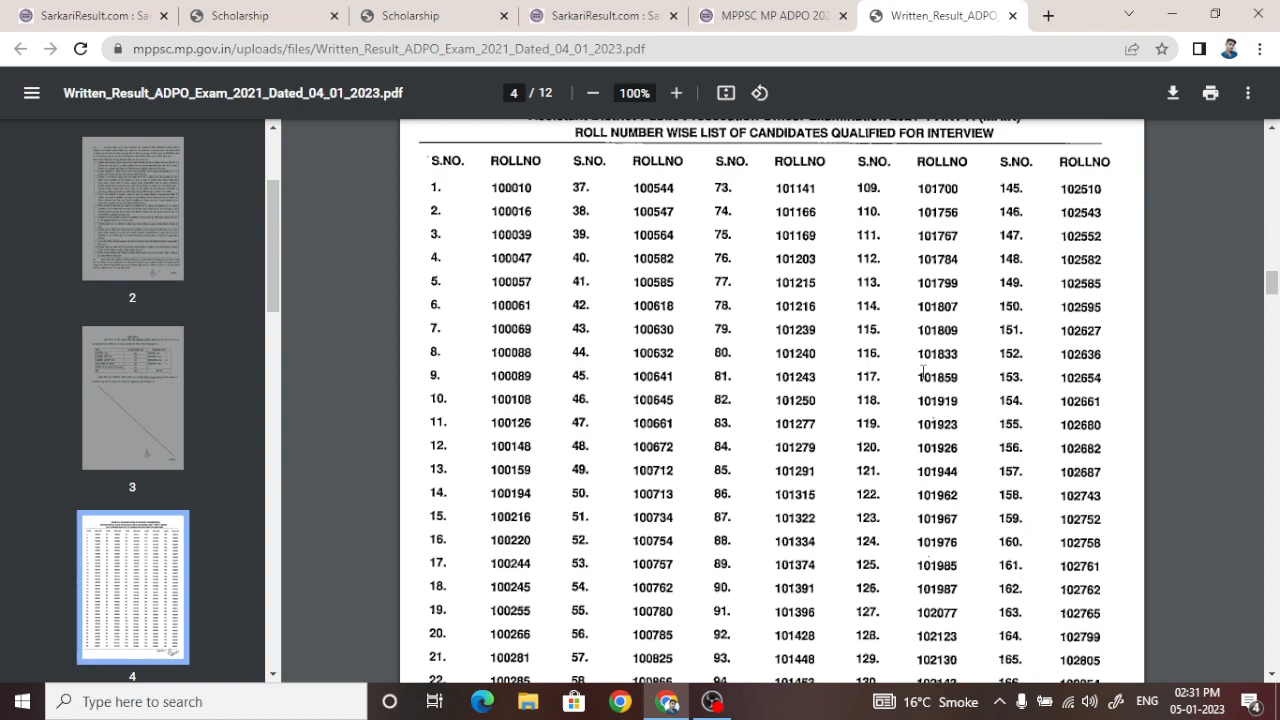 SarkariResult.com : Sa
Scholarship
Scholarship
SarkariResult.com : Sa
MPPSC MP ADPO 202
Written_Result_ADPO_
mppsc.mp.gov.in/uploads/files/Written_Result_ADPO_Exam_2021_Dated_04_01_2023.pdf
Written_Result_ADPO_Exam_2021_Dated_04_01_2023.pdf
4 / 12
100%
2
3
4
ROLL NUMBER WISE LIST OF CANDIDATES QUALIFIED FOR INTERVIEW
S.NO. ROLLNO S.NO. ROLLNO S.NO. ROLLNO S.NO. ROLLNO S.NO. ROLLNO
1. 100010 37. 100544 73. 101141 109. 101700 145. 102510
2. 100016 38. 100547 74. 101166 110. 101756 146. 102543
3. 100039 39. 100564 75. 101169 111. 101767 147. 102552
4. 100047 40. 100582 76. 101203 112. 101784 148. 102582
5. 100057 41. 100585 77. 101215 113. 101799 149. 102585
6. 100061 42. 100618 78. 101216 114. 101807 150. 102595
7. 100069 43. 100630 79. 101239 115. 101809 151. 102627
8. 100088 44. 100632 80. 101240 116. 101833 152. 102636
9. 100089 45. 100641 81. 101243 117. 101859 153. 102654
10. 100108 46. 100645 82. 101250 118. 101919 154. 102661
11. 100126 47. 100661 83. 101277 119. 101923 155. 102680
12. 100148 48. 100672 84. 101279 120. 101926 156. 102682
13. 100159 49. 100712 85. 101291 121. 101944 157. 102687
14. 100194 50. 100713 86. 101315 122. 101962 158. 102743
15. 100216 51. 100734 87. 101322 123. 101967 159. 102752
16. 100220 52. 100754 88. 101334 124. 101976 160. 102758
17. 100244 53. 100757 89. 101374 125. 101985 161. 102761
18. 100245 54. 100762 90. 101391 126. 101987 162. 102762
19. 100255 55. 100780 91. 101396 127. 102077 163. 102765
20. 100266 56. 100785 92. 101428 128. 102123 164. 102799
21. 100281 57. 100825 93. 101448 129. 102130 165. 102805
Type here to search
16°C Smoke
ENG
02:31 PM
05-01-2023
4